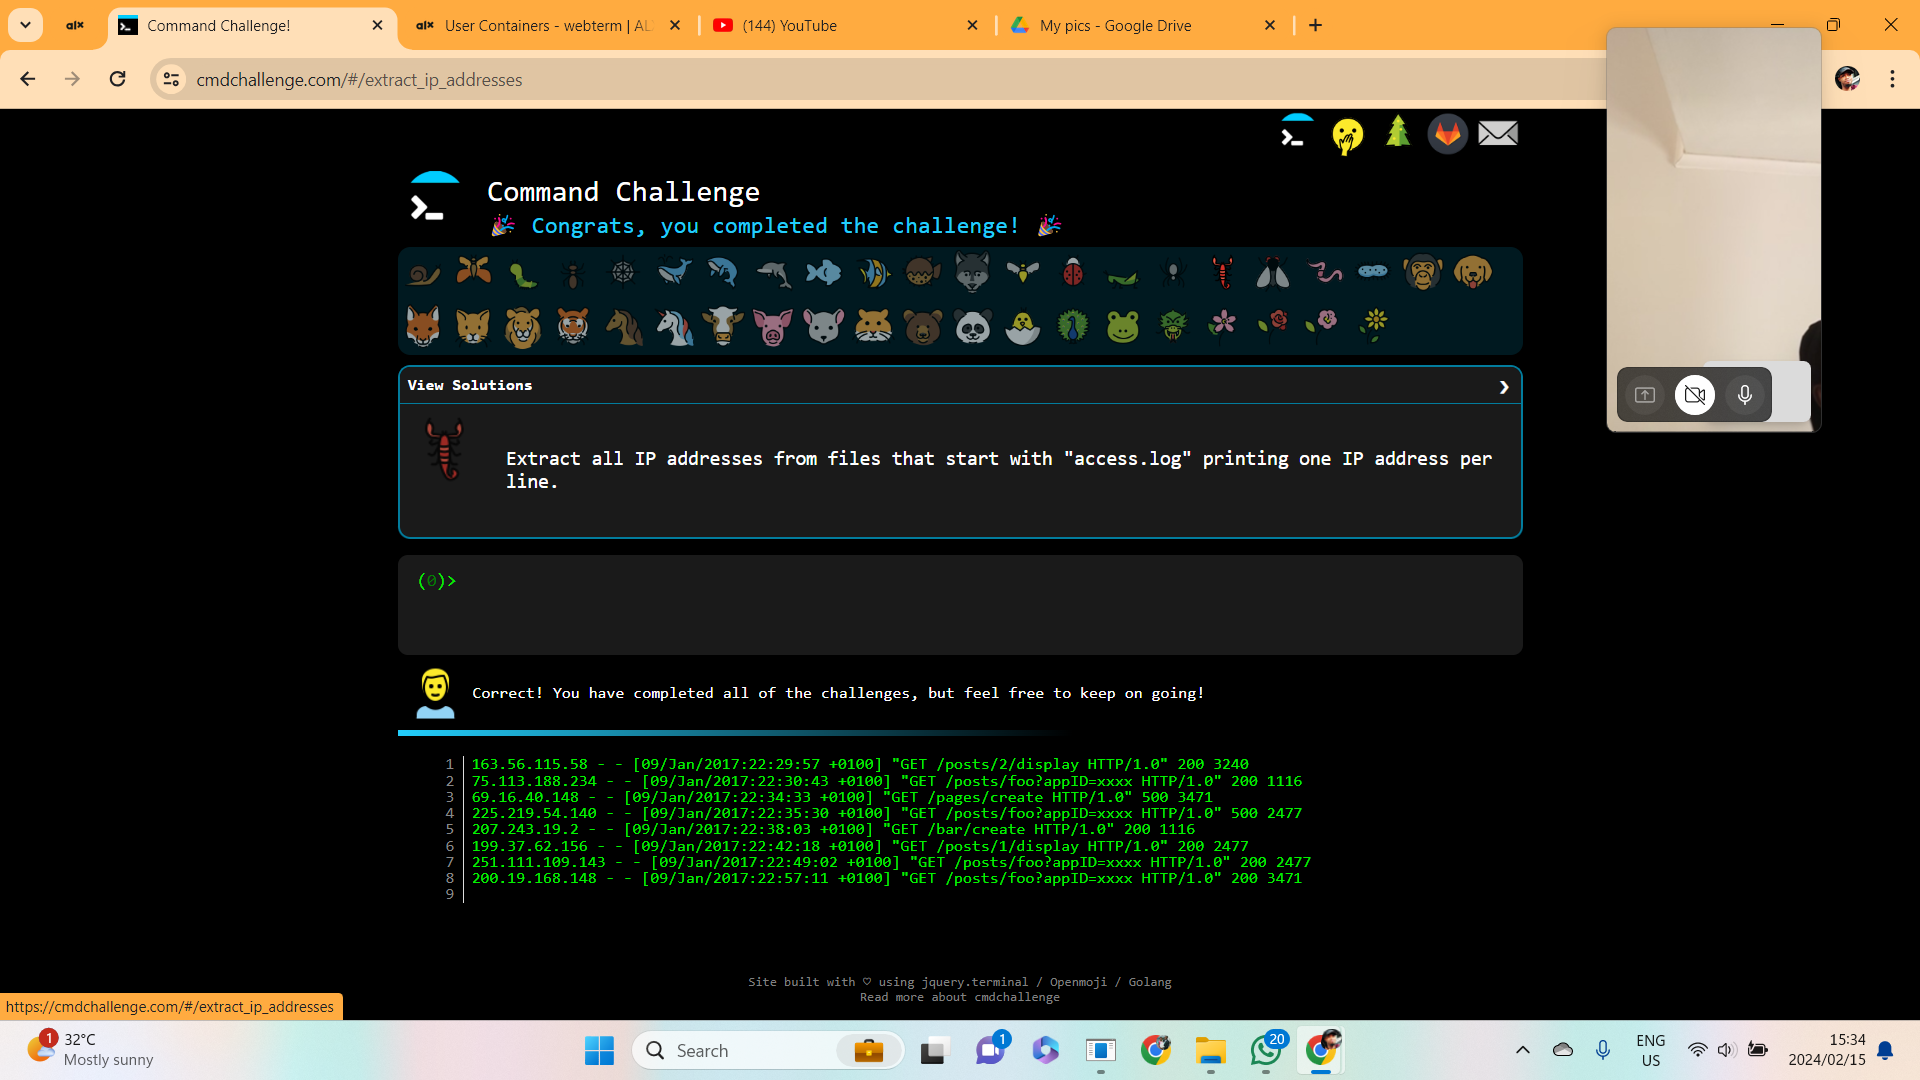 alx
Command Challenge!
alx
User Containers - webterm | AL
(144) YouTube
My pics - Google Drive
cmdchallenge.com/#/extract_ip_addresses
Command Challenge
Congrats, you completed the challenge!
View Solutions
Extract all IP addresses from files that start with "access.log" printing one IP address per
line.
(0)>
Correct! You have completed all of the challenges, but feel free to keep on going!
1 163.56.115.58 - - [09/Jan/2017:22:29:57 +0100] "GET /posts/2/display HTTP/1.0" 200 3240
2 75.113.188.234 - - [09/Jan/2017:22:30:43 +0100] "GET /posts/foo?appID=xxxx HTTP/1.0" 200 1116
3 69.16.40.148 - - [09/Jan/2017:22:34:33 +0100] "GET /pages/create HTTP/1.0" 500 3471
4 225.219.54.140 - - [09/Jan/2017:22:35:30 +0100] "GET /posts/foo?appID=xxxx HTTP/1.0" 500 2477
5 207.243.19.2 - - [09/Jan/2017:22:38:03 +0100] "GET /bar/create HTTP/1.0" 200 1116
6 199.37.62.156 - - [09/Jan/2017:22:42:18 +0100] "GET /posts/1/display HTTP/1.0" 200 2477
7 251.111.109.143 - - [09/Jan/2017:22:49:02 +0100] "GET /posts/foo?appID=xxxx HTTP/1.0" 200 2477
8 200.19.168.148 - - [09/Jan/2017:22:57:11 +0100] "GET /posts/foo?appID=xxxx HTTP/1.0" 200 3471
9
Site built with ♡ using jquery.terminal / Openmoji / Golang
Read more about cmdchallenge
https://cmdchallenge.com/#/extract_ip_addresses
1
32°C
Mostly sunny
Search
1
20
ENG
US
15:34
2024/02/15